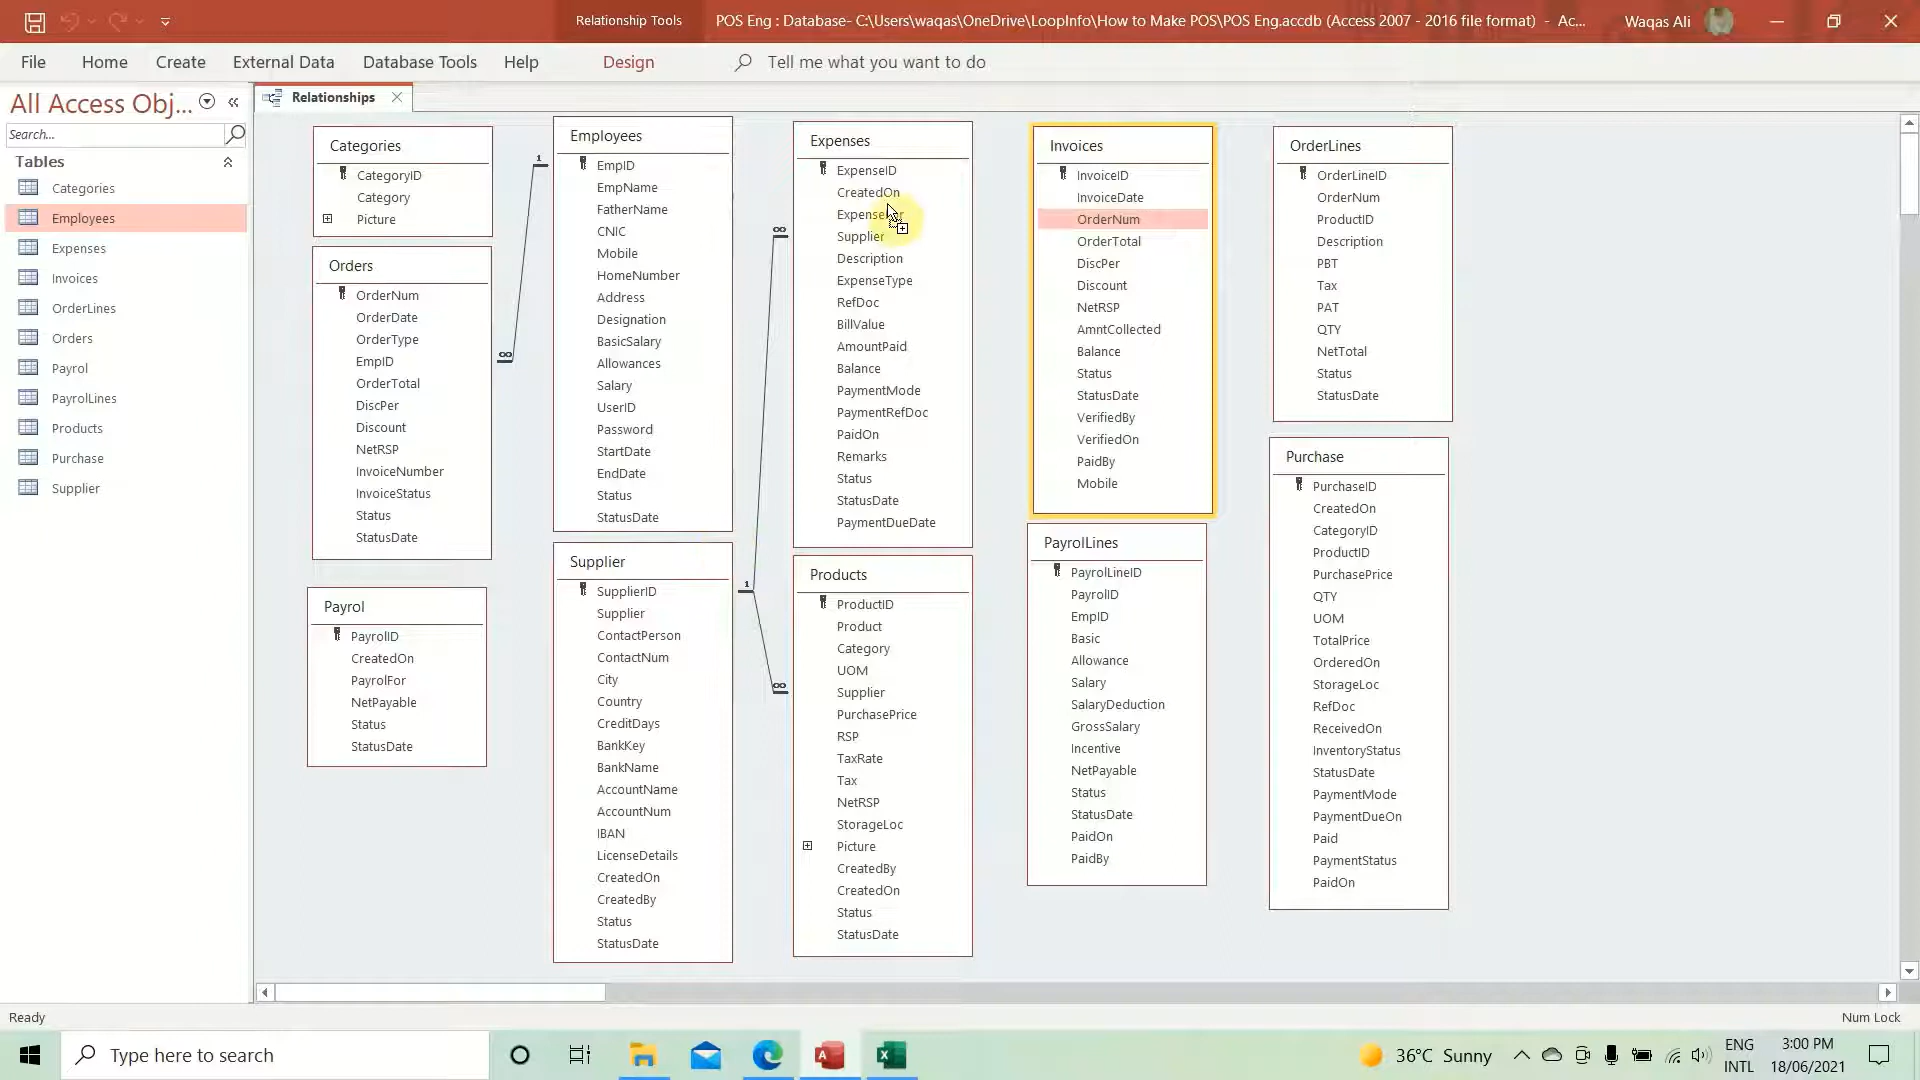 Relationship Tools
POS Eng : Database- C:\Users\waqas\OneDrive\LoopInfo\How to Make POS\POS Eng.accdb (Access 2007 - 2016 file format) - Ac...
Waqas Ali
File
Home
Create
External Data
Database Tools
Help
Design
Tell me what you want to do
All Access Obj...
Search...
Tables
Categories
Employees
Expenses
Invoices
OrderLines
Orders
Payrol
PayrolLines
Products
Purchase
Supplier
Relationships
Categories
CategoryID
Category
Picture
Orders
OrderNum
OrderDate
OrderType
EmpID
OrderTotal
DiscPer
Discount
NetRSP
InvoiceNumber
InvoiceStatus
Status
StatusDate
Payrol
PayrolID
CreatedOn
PayrolFor
NetPayable
Status
StatusDate
1
∞
Employees
EmpID
EmpName
FatherName
CNIC
Mobile
HomeNumber
Address
Designation
BasicSalary
Allowances
Salary
UserID
Password
StartDate
EndDate
Status
StatusDate
Supplier
SupplierID
Supplier
ContactPerson
ContactNum
City
Country
CreditDays
BankKey
BankName
AccountName
AccountNum
IBAN
LicenseDetails
CreatedOn
CreatedBy
Status
StatusDate
∞
1
∞
Expenses
ExpenseID
CreatedOn
Supplier
Description
ExpenseType
RefDoc
BillValue
AmountPaid
Balance
PaymentMode
PaymentRefDoc
PaidOn
Remarks
Status
StatusDate
PaymentDueDate
Products
ProductID
Product
Category
UOM
Supplier
PurchasePrice
RSP
TaxRate
Tax
NetRSP
StorageLoc
Picture
CreatedBy
CreatedOn
Status
StatusDate
Invoices
InvoiceID
InvoiceDate
OrderNum
OrderTotal
DiscPer
Discount
NetRSP
AmntCollected
Balance
Status
StatusDate
VerifiedBy
VerifiedOn
PaidBy
Mobile
PayrolLines
PayrolLineID
PayrolID
EmpID
Basic
Allowance
Salary
SalaryDeduction
GrossSalary
Incentive
NetPayable
Status
StatusDate
PaidOn
PaidBy
OrderLines
OrderLineID
OrderNum
ProductID
Description
PBT
Tax
PAT
QTY
NetTotal
Status
StatusDate
Purchase
PurchaseID
CreatedOn
CategoryID
ProductID
PurchasePrice
QTY
UOM
TotalPrice
OrderedOn
StorageLoc
RefDoc
ReceivedOn
InventoryStatus
StatusDate
PaymentMode
PaymentDueOn
Paid
PaymentStatus
PaidOn
Ready
Num Lock
Type here to search
36°C Sunny
ENG
INTL
3:00 PM
18/06/2021